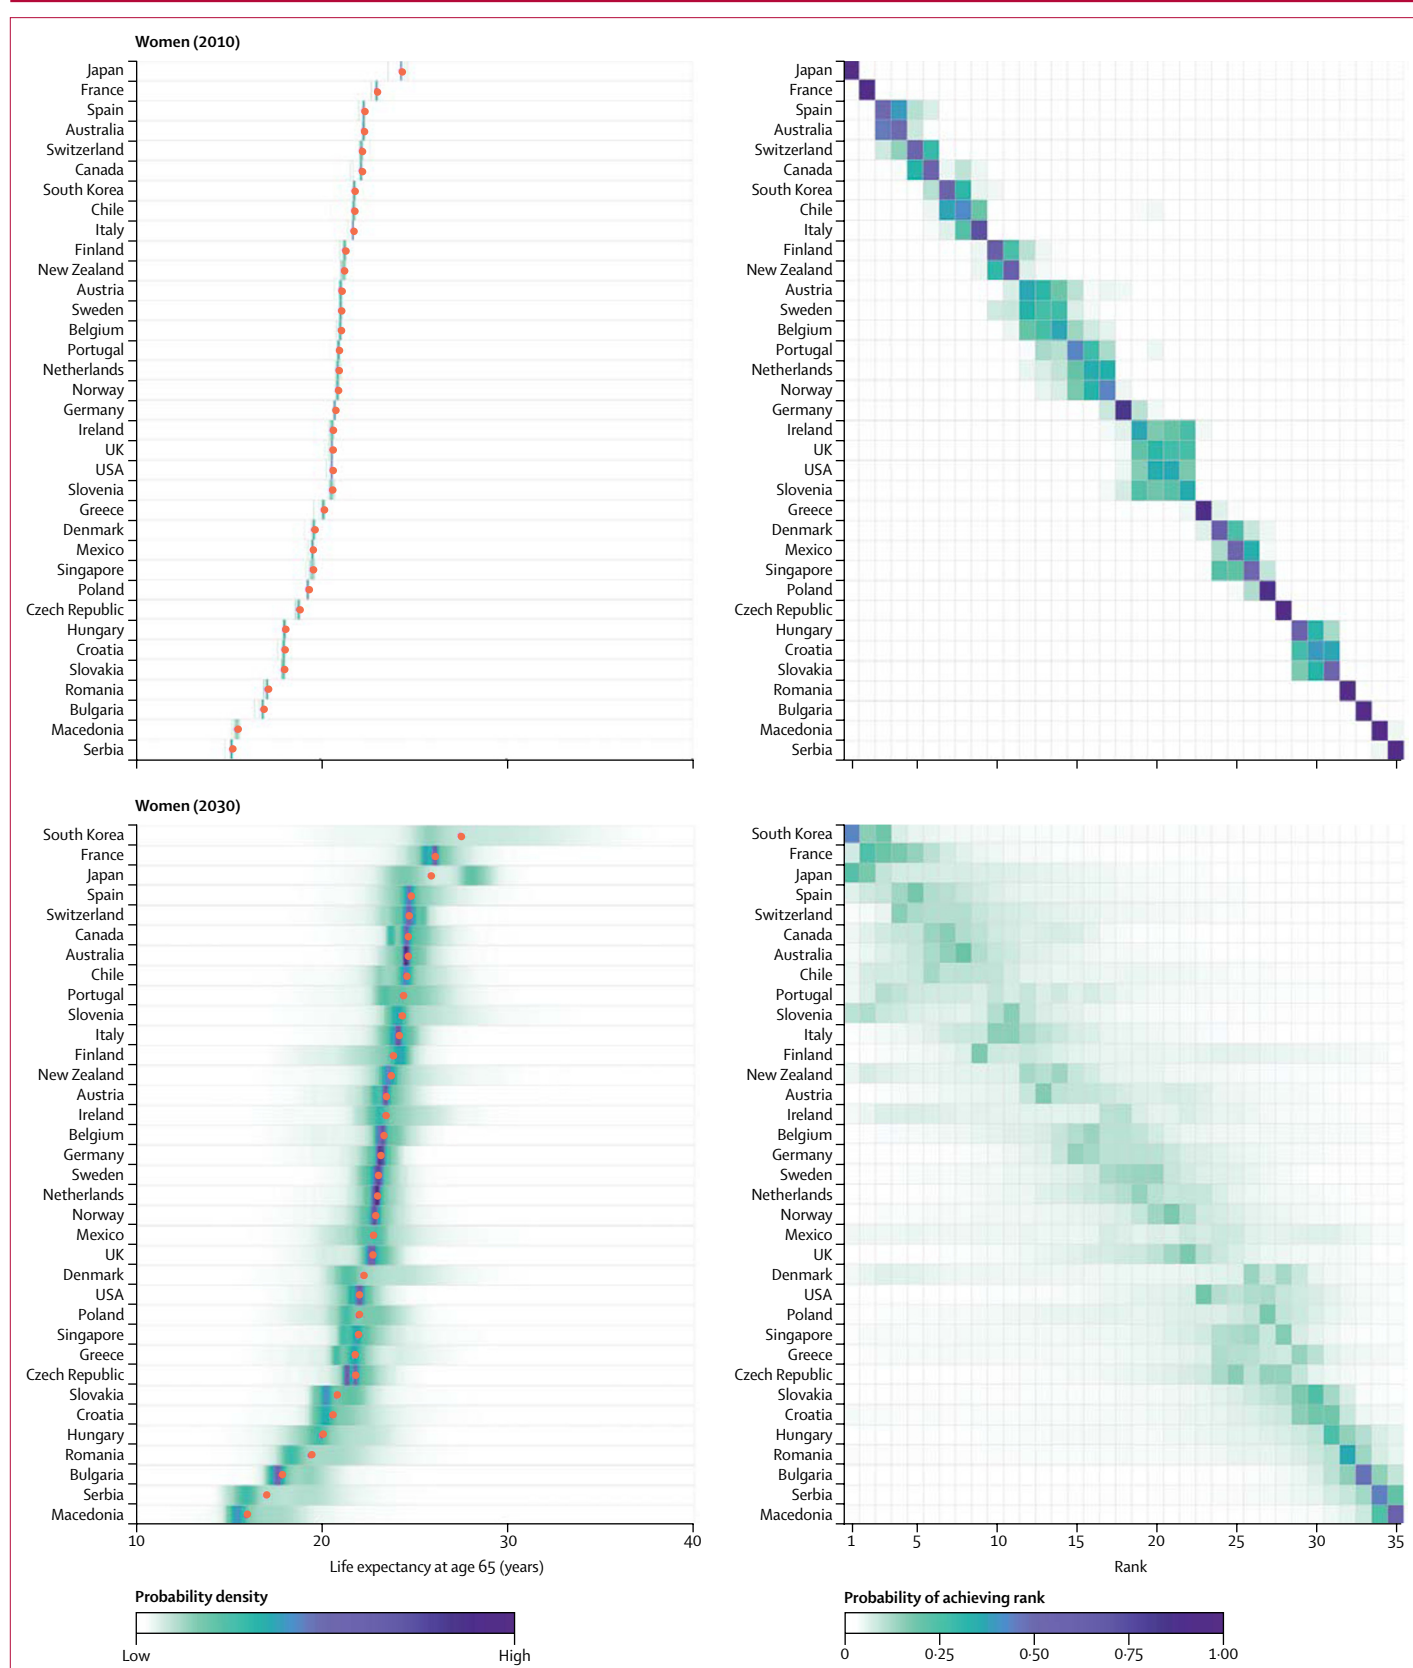 Women (2010)
Japan
France
Spain
Australia
Switzerland
Canada
South Korea
Chile
Italy
Finland
New Zealand
Austria
Sweden
Belgium
Portugal
Netherlands
Norway
Germany
Ireland
UK
USA
Slovenia
Greece
Denmark
Mexico
Singapore
Poland
Czech Republic
Hungary
Croatia
Slovakia
Romania
Bulgaria
Macedonia
Serbia
Japan
France
Spain
Australia
Switzerland
Canada
South Korea
Chile
Italy
Finland
New Zealand
Austria
Sweden
Belgium
Portugal
Netherlands
Norway
Germany
Ireland
UK
USA
Slovenia
Greece
Denmark
Mexico
Singapore
Poland
Czech Republic
Hungary
Croatia
Slovakia
Romania
Bulgaria
Macedonia
Serbia
Women (2030)
South Korea
France
Japan
Spain
Switzerland
Canada
Australia
Chile
Portugal
Slovenia
Italy
Finland
New Zealand
Austria
Ireland
Belgium
Germany
Sweden
Netherlands
Norway
Mexico
UK
Denmark
USA
Poland
Singapore
Greece
Czech Republic
Slovakia
Croatia
Hungary
Romania
Bulgaria
Serbia
Macedonia
10 20 30 40
Life expectancy at age 65 (years)
South Korea
France
Japan
Spain
Switzerland
Canada
Australia
Chile
Portugal
Slovenia
Italy
Finland
New Zealand
Austria
Ireland
Belgium
Germany
Sweden
Netherlands
Norway
Mexico
UK
Denmark
USA
Poland
Singapore
Greece
Czech Republic
Slovakia
Croatia
Hungary
Romania
Bulgaria
Serbia
Macedonia
1 5 10 15 20 25 30 35
Rank
Probability density
Low High
Probability of achieving rank
0 0·25 0·50 0·75 1·00